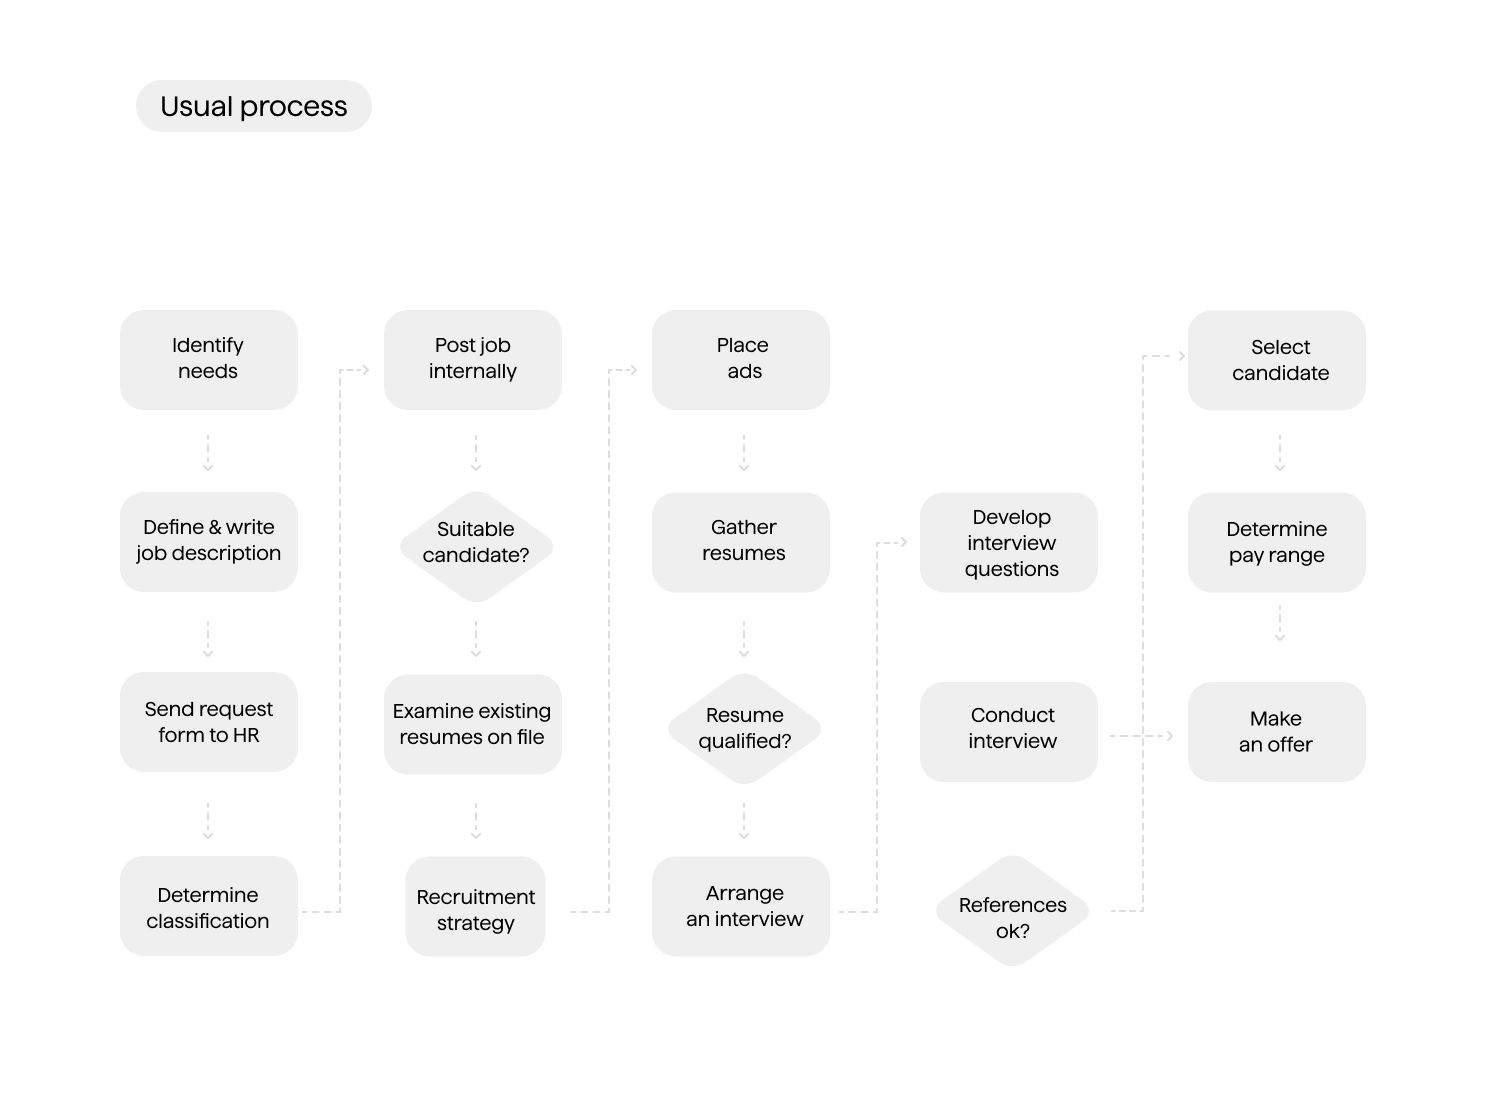 Usual process
Identify
needs
Define & write
job description
Send request
form to HR
Determine
classification
Post job
internally
Suitable
candidate?
Examine existing
resumes on file
Recruitment
strategy
Place
ads
Gather
resumes
Resume
qualified?
Arrange
an interview
Develop
interview
questions
Conduct
interview
References
ok?
Select
candidate
Determine
pay range
Make
an offer